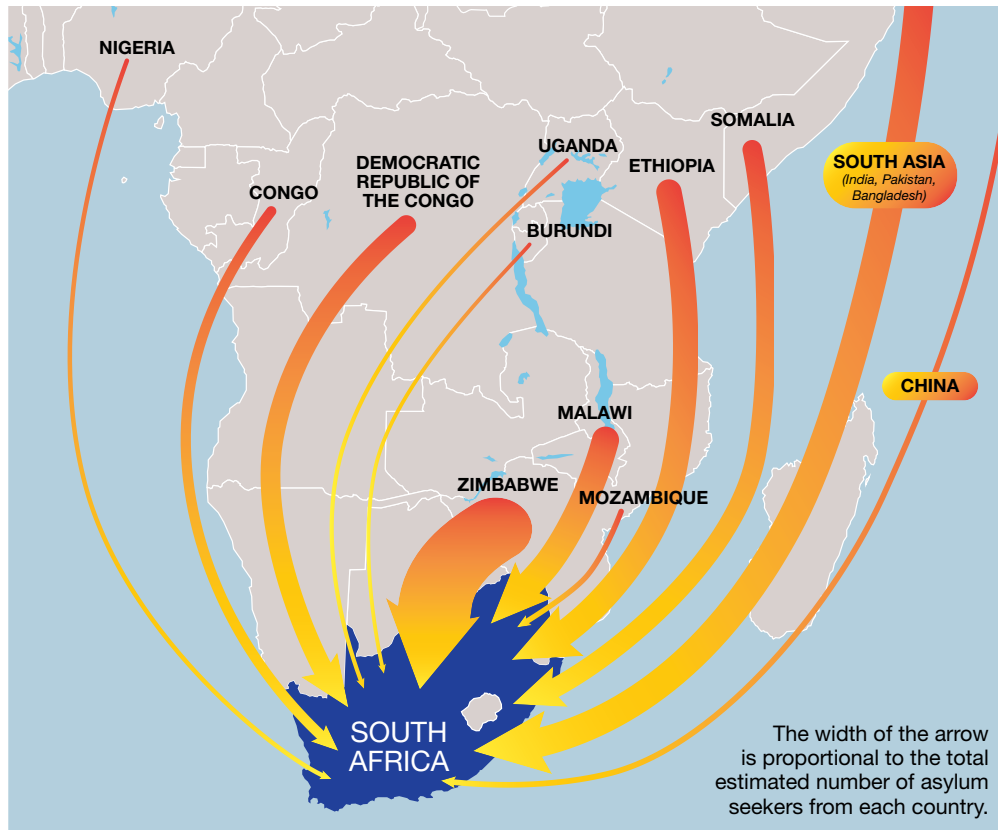 NIGERIA
SOMALIA
UGANDA
DEMOCRATIC
REPUBLIC OF
THE CONGO
ETHIOPIA
SOUTH ASIA
(India, Pakistan,
Bangladesh)
CONGO
BURUNDI
CHINA
MALAWI
ZIMBABWE
MOZAMBIQUE
SOUTH
AFRICA
The width of the arrow
is proportional to the total
estimated number of asylum
seekers from each country.